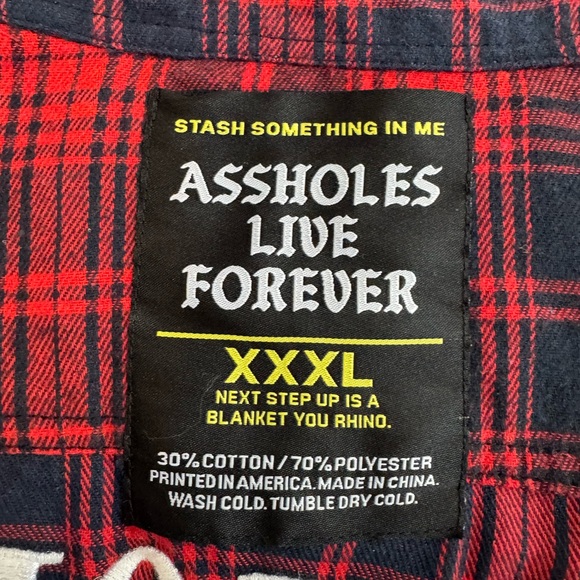 STASH SOMETHING IN ME
ASSHOLES
LIVE
FOREVER
XXXL
NEXT STEP UP IS A
BLANKET YOU RHINO.
30% COTTON / 70% POLYESTER
PRINTED IN AMERICA. MADE IN CHINA.
WASH COLD. TUMBLE DRY COLD.